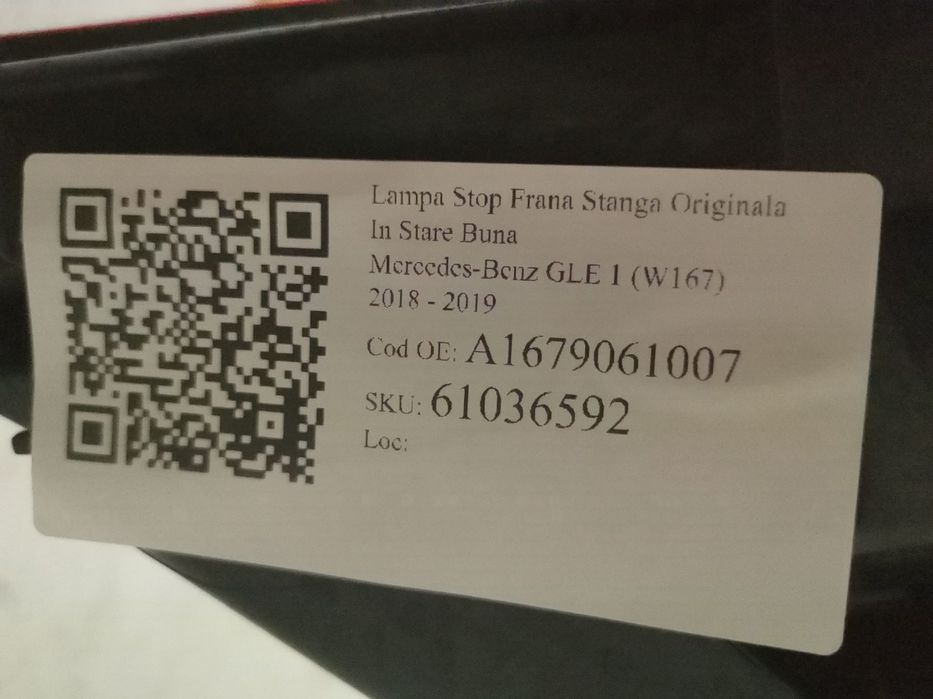 Lampa Stop Frana Stanga Originala
In Stare Buna
Mercedes-Benz GLE 1 (W167)
2018 - 2019
Cod OE: A1679061007
SKU: 61036592
Loc: